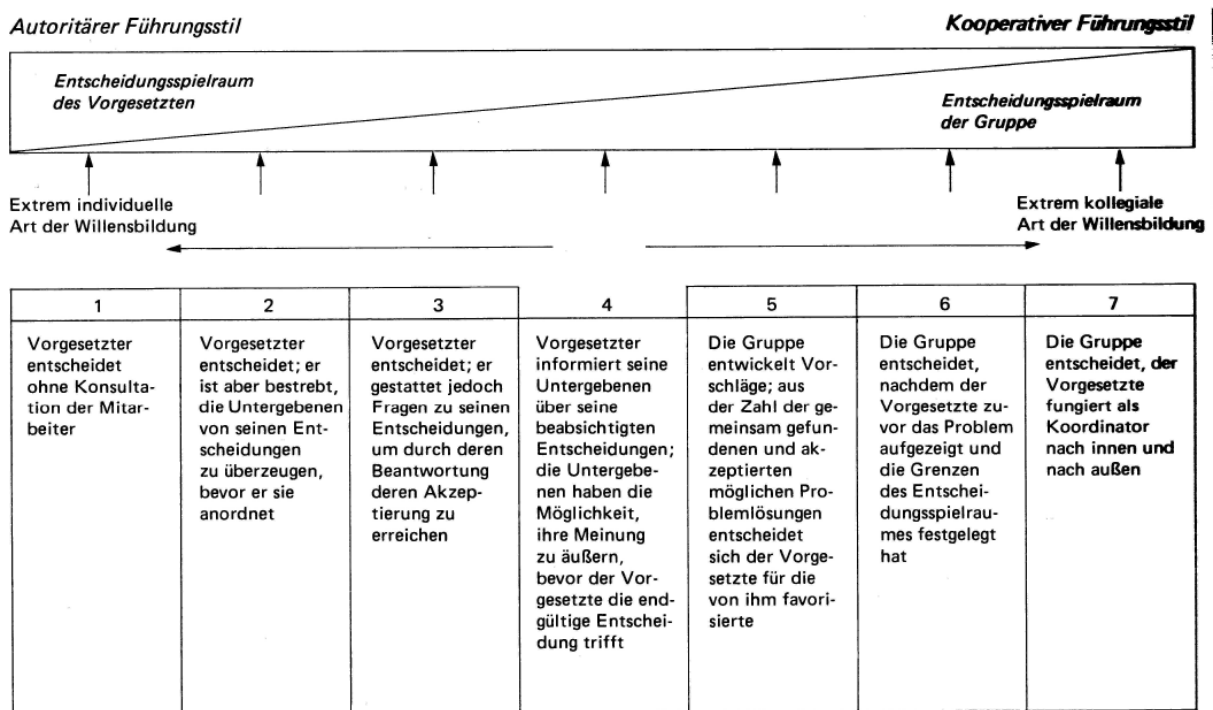 Autoritärer Führungsstil
Kooperativer Führungsstil
Entscheidungsspielraum
des Vorgesetzten
Entscheidungsspielraum
der Gruppe
Extrem individuelle
Art der Willensbildung
Extrem kollegiale
Art der Willensbildung
1
Vorgesetzter
entscheidet
ohne Konsulta-
tion der Mitar-
beiter
2
Vorgesetzter
entscheidet; er
ist aber bestrebt,
die Untergebenen
von seinen Ent-
scheidungen
zu überzeugen,
bevor er sie
anordnet
3
Vorgesetzter
entscheidet; er
gestattet jedoch
Fragen zu seinen
Entscheidungen,
um durch deren
Beantwortung
deren Akzep-
tierung zu
erreichen
4
Vorgesetzter
informiert seine
Untergebenen
über seine
beabsichtigten
Entscheidungen;
die Untergebe-
nen haben die
Möglichkeit,
ihre Meinung
zu äußern,
bevor der Vor-
gesetzte die end-
gültige Entschei-
dung trifft
5
Die Gruppe
entwickelt Vor-
schläge; aus
der Zahl der ge-
meinsam gefun-
denen und ak-
zeptierten
möglichen Pro-
blemlösungen
entscheidet
sich der Vorge-
setzte für die
von ihm favori-
sierte
6
Die Gruppe
entscheidet,
nachdem der
Vorgesetzte zu-
vor das Problem
aufgezeigt und
die Grenzen
des Entschei-
dungsspielrau-
mes festgelegt
hat
7
Die Gruppe
entscheidet, der
Vorgesetzte
fungiert als
Koordinator
nach innen und
nach außen